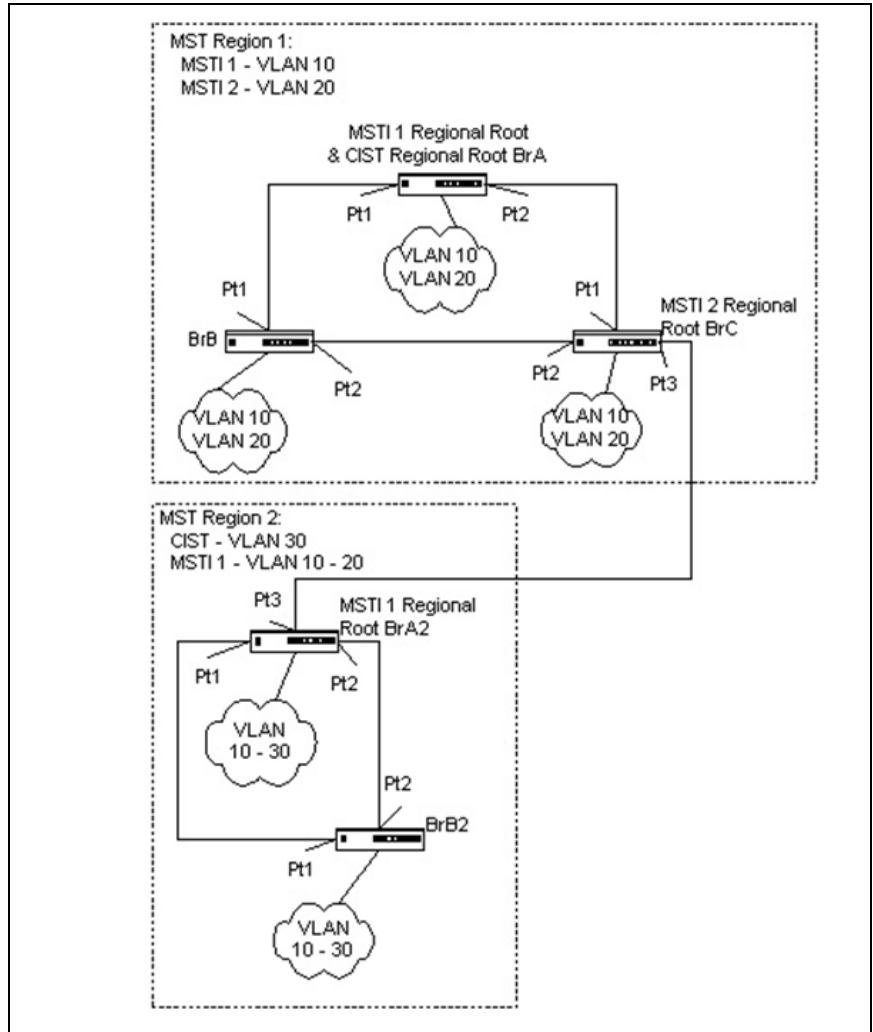 MST Region 1:
MSTI 1 - VLAN 10
MSTI 2 - VLAN 20
MSTI 1 Regional Root
& CIST Regional Root BrA
Pt1
Pt2
VLAN 10
VLAN 20
Pt1
Pt1
MSTI 2 Regional
Root BrC
BrB
Pt2
Pt2
Pt3
VLAN 10
VLAN 20
VLAN 10
VLAN 20
MST Region 2:
CIST - VLAN 30
MSTI 1 - VLAN 10 - 20
Pt3
MSTI 1 Regional
Root BrA2
Pt1
Pt2
VLAN
10 - 30
Pt2
BrB2
Pt1
VLAN
10 - 30